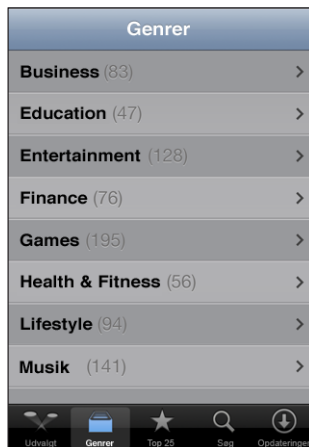 Genrer
Business (83)
Education (47)
Entertainment (128)
Finance (76)
Games (195)
Health & Fitness (56)
Lifestyle (94)
Musik (141)
Udvalgt Genrer Top 25 Søg Opdateringer